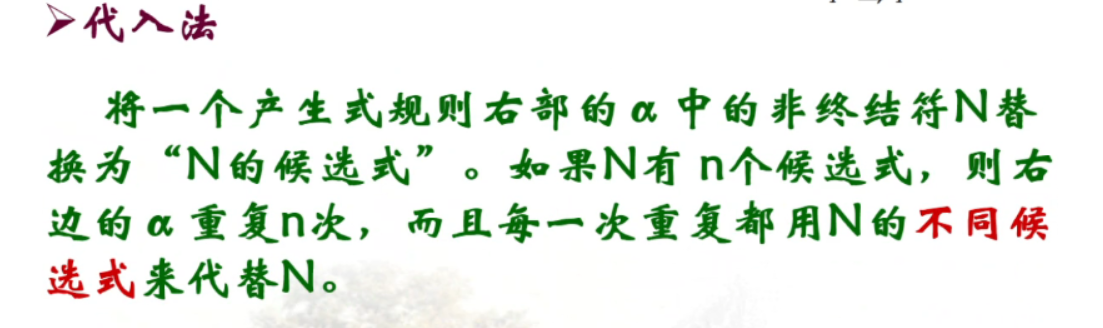 ➢代入法
将一个产生式规则右部的α中的非终结符N替
换为“N的候选式”。如果N有 n个候选式，则右
边的α重复n次，而且每一次重复都用N的不同候
选式来代替N。